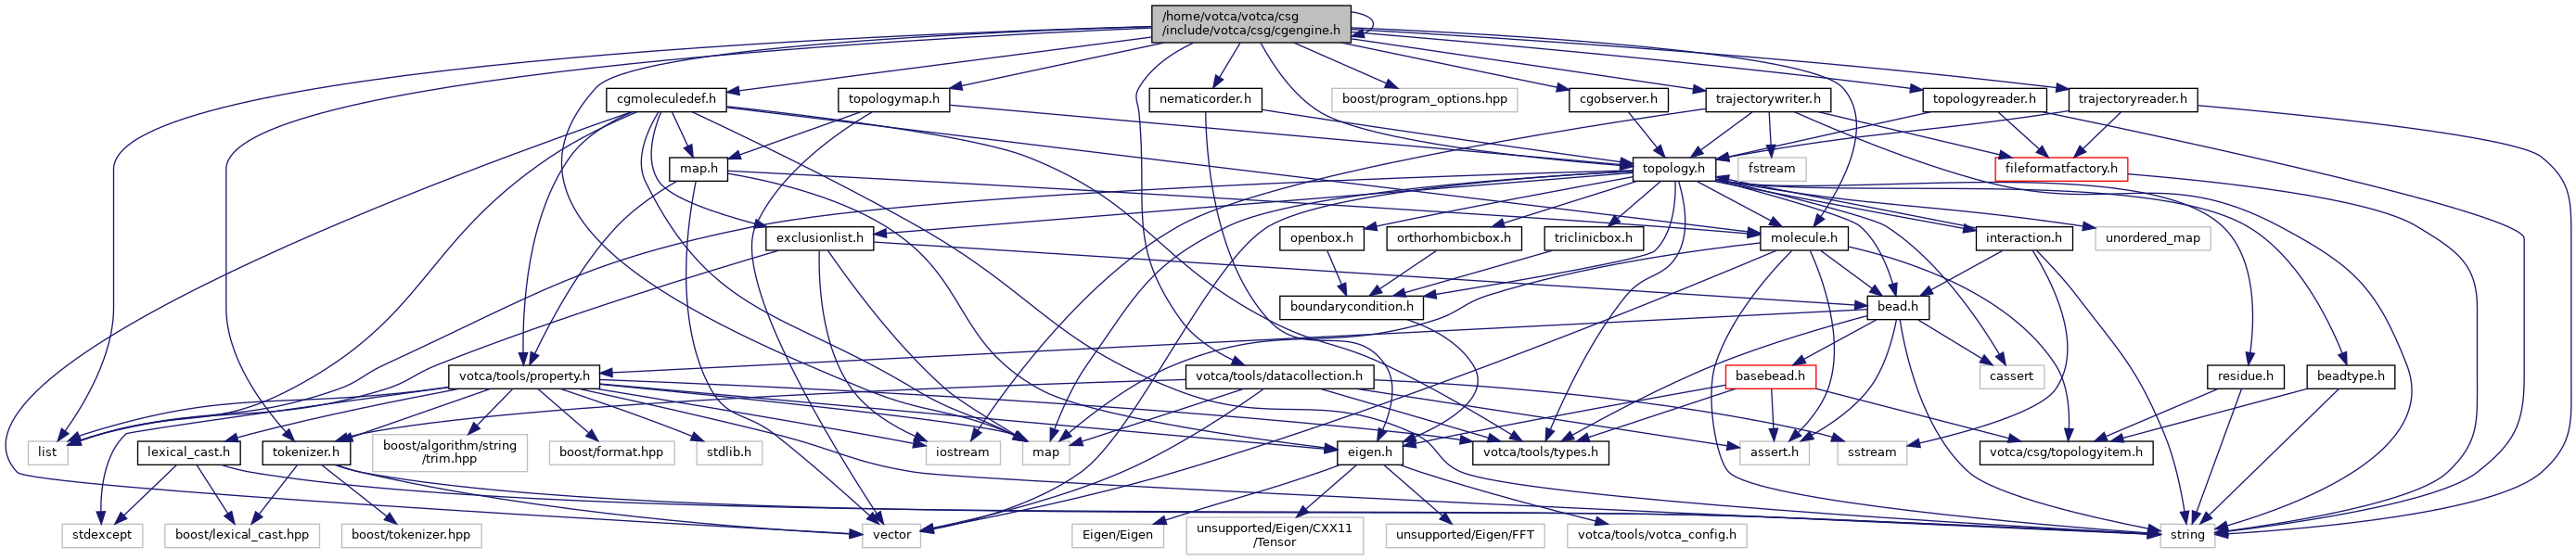 /home/votca/votca/csg
/include/votca/csg/cgengine.h
cgmoleculedef.h
topologymap.h
nematicorder.h
boost/program_options.hpp
cgobserver.h
trajectorywriter.h
topologyreader.h
trajectoryreader.h
map.h
topology.h
fstream
fileformatfactory.h
exclusionlist.h
openbox.h
orthorhombicbox.h
triclinicbox.h
molecule.h
interaction.h
unordered_map
boundarycondition.h
bead.h
votca/tools/property.h
votca/tools/datacollection.h
basebead.h
cassert
residue.h
beadtype.h
list
lexical_cast.h
tokenizer.h
boost/algorithm/string
/trim.hpp
boost/format.hpp
stdlib.h
iostream
map
eigen.h
votca/tools/types.h
assert.h
sstream
votca/csg/topologyitem.h
stdexcept
boost/lexical_cast.hpp
boost/tokenizer.hpp
vector
Eigen/Eigen
unsupported/Eigen/CXX11
/Tensor
unsupported/Eigen/FFT
votca/tools/votca_config.h
string